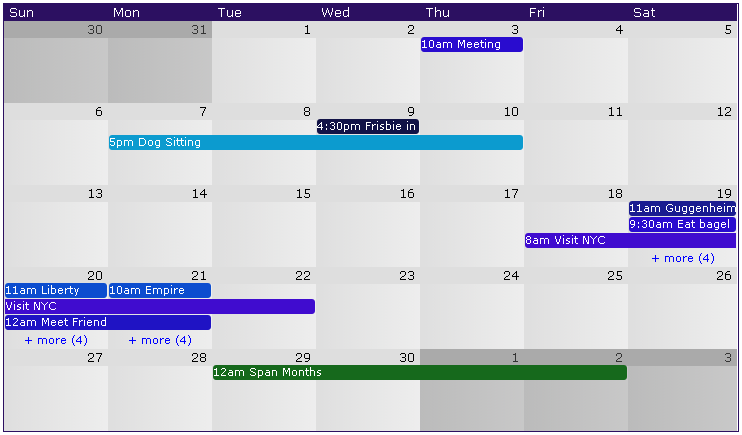 Sun Mon Tue Wed Thu Fri Sat
30 31 1 2 3 4 5
10am Meeting
6 7 8 9 10 11 12
4:30pm Frisbie in
5pm Dog Sitting
13 14 15 16 17 18 19
11am Guggenheim
9:30am Eat bagel
8am Visit NYC
+ more (4)
20 21 22 23 24 25 26
11am Liberty 10am Empire
Visit NYC
12am Meet Friend
+ more (4) + more (4)
27 28 29 30 1 2 3
12am Span Months